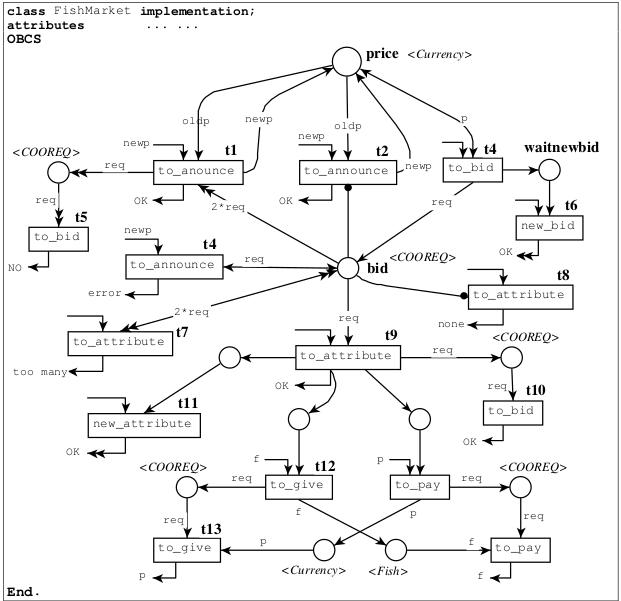 class FishMarket implementation;
attributes ... ...
OBCS
price <Currency>
oldp
newp
oldp
p
newp
t1
newp
t2
newp
t4
waitnewbid
<COOREQ>
req
to_anounce
to_anounce
to_bid
OK
OK
2*req
req
req
t5
to_bid
NO
t6
new_bid
OK
newp
t4
to_announce
req
error
bid
<COOREQ>
t8
to_attribute
none
2*req
to_attribute
t7
too many
req
t9
to_attribute
OK
req
<COOREQ>
req
t10
to_bid
OK
t11
new_attribute
OK
f
t12
p
<COOREQ>
req
to_give
to_pay
req
<COOREQ>
req
f
p
req
t13
to_give
p
p
<Currency>
<Fish>
f
to_pay
f
End.